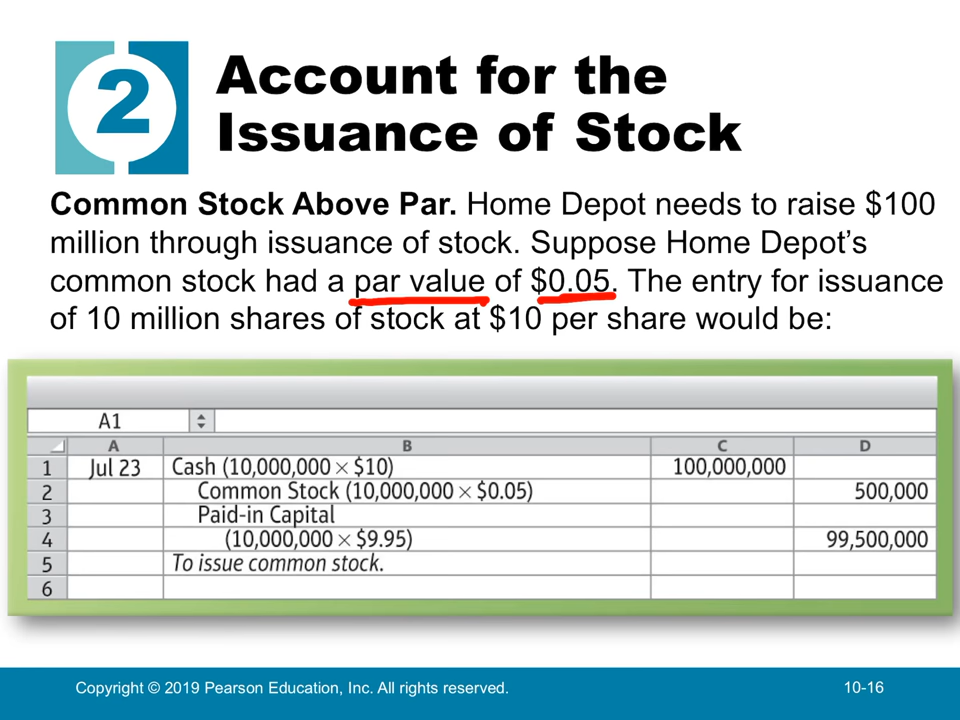 2
Account for the
Issuance of Stock
Common Stock Above Par. Home Depot needs to raise $100
million through issuance of stock. Suppose Home Depot’s
common stock had a par value of $0.05. The entry for issuance
of 10 million shares of stock at $10 per share would be:
A1
A B C D
1 Jul 23 Cash (10,000,000 × $10) 100,000,000
2 Common Stock (10,000,000 × $0.05) 500,000
3 Paid-in Capital
4 (10,000,000 × $9.95) 99,500,000
5 To issue common stock.
6
Copyright © 2019 Pearson Education, Inc. All rights reserved. 10-16